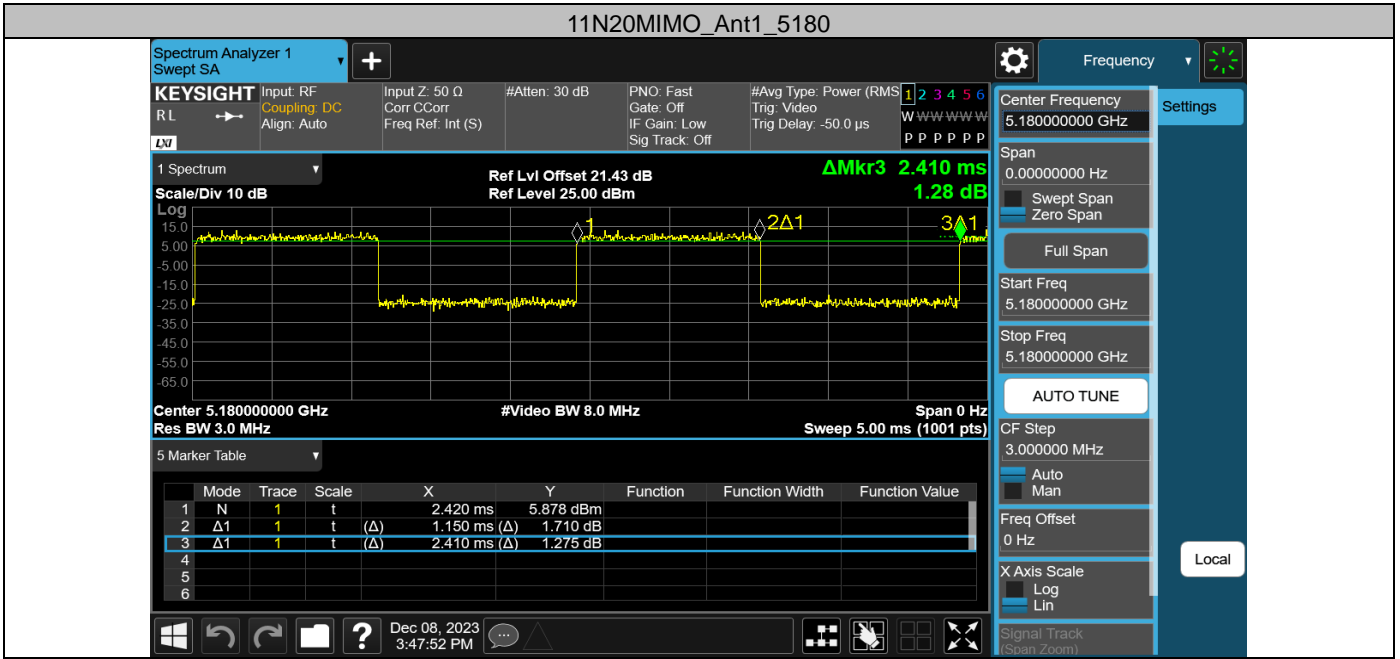 11N20MIMO_Ant1_5180
Spectrum Analyzer 1
Swept SA
Frequency
KEYSIGHT
R L
LXI
Input: RF
Coupling: DC
Align: Auto
Input Z: 50 Ω
Corr CCorr
Freq Ref: Int (S)
#Atten: 30 dB
PNO: Fast
Gate: Off
IF Gain: Low
Sig Track: Off
#Avg Type: Power (RMS
Trig: Video
Trig Delay: -50.0 µs
1 2 3 4 5 6
W W W W W W
P P P P P P
1 Spectrum
Scale/Div 10 dB
Ref Lvl Offset 21.43 dB
Ref Level 25.00 dBm
ΔMkr3 2.410 ms
1.28 dB
Log
15.0
5.00
-5.00
-15.0
-25.0
-35.0
-45.0
-55.0
-65.0
1
2Δ1
3Δ1
Center 5.180000000 GHz
#Video BW 8.0 MHz
Span 0 Hz
Res BW 3.0 MHz
Sweep 5.00 ms (1001 pts)
5 Marker Table
Mode Trace Scale X Y Function Function Width Function Value
1 N 1 t 2.420 ms 5.878 dBm
2 Δ1 1 t (Δ) 1.150 ms (Δ) 1.710 dB
3 Δ1 1 t (Δ) 2.410 ms (Δ) 1.275 dB
4
5
6
Dec 08, 2023
3:47:52 PM
Center Frequency
5.180000000 GHz
Span
0.00000000 Hz
Swept Span
Zero Span
Full Span
Start Freq
5.180000000 GHz
Stop Freq
5.180000000 GHz
AUTO TUNE
CF Step
3.000000 MHz
Auto
Man
Freq Offset
0 Hz
X Axis Scale
Log
Lin
Signal Track
(Span Zoom)
Settings
Local